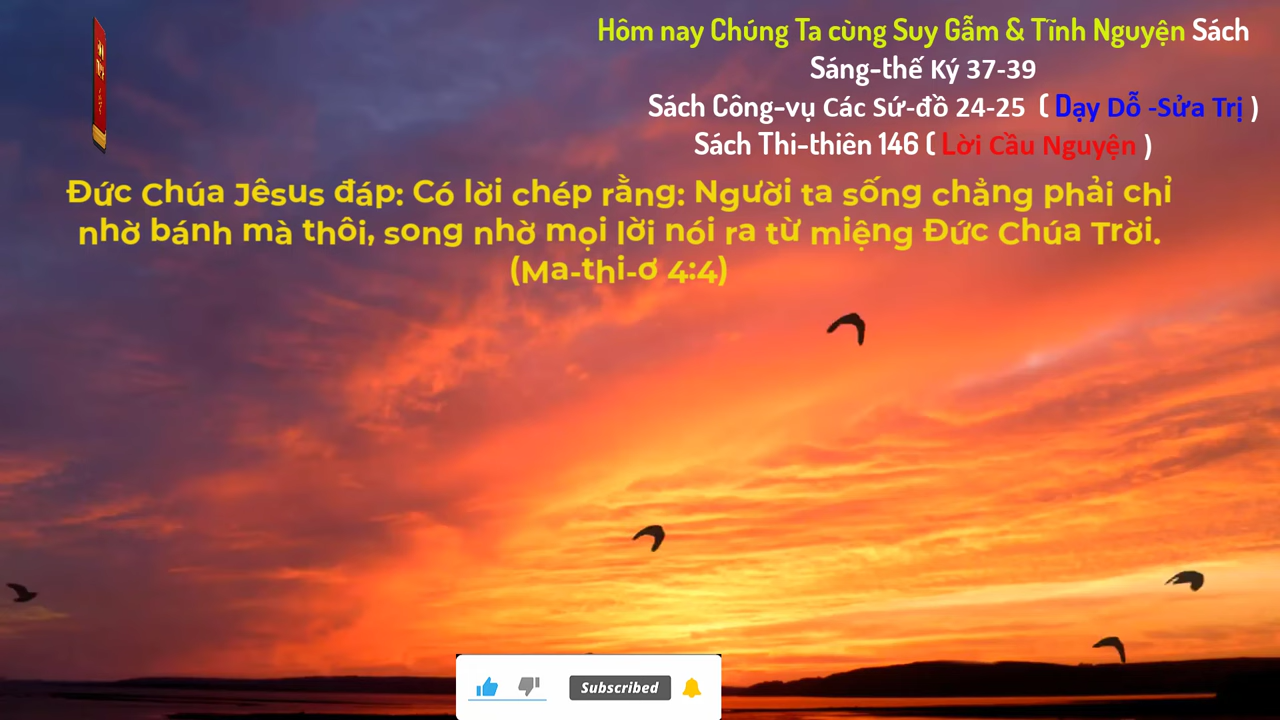 Hôm nay Chúng Ta cùng Suy Gẫm & Tĩnh Nguyện Sách
Sáng-thế Ký 37-39
Sách Công-vụ Các Sứ-đồ 24-25 ( Dạy Dỗ -Sửa Trị )
Sách Thi-thiên 146 ( Lời Cầu Nguyện )
Đức Chúa Jêsus đáp: Có lời chép rằng: Người ta sống chẳng phải chỉ
nhờ bánh mà thôi, song nhờ mọi lời nói ra từ miệng Đức Chúa Trời.
(Ma-thi-ơ 4:4)
Subscribed